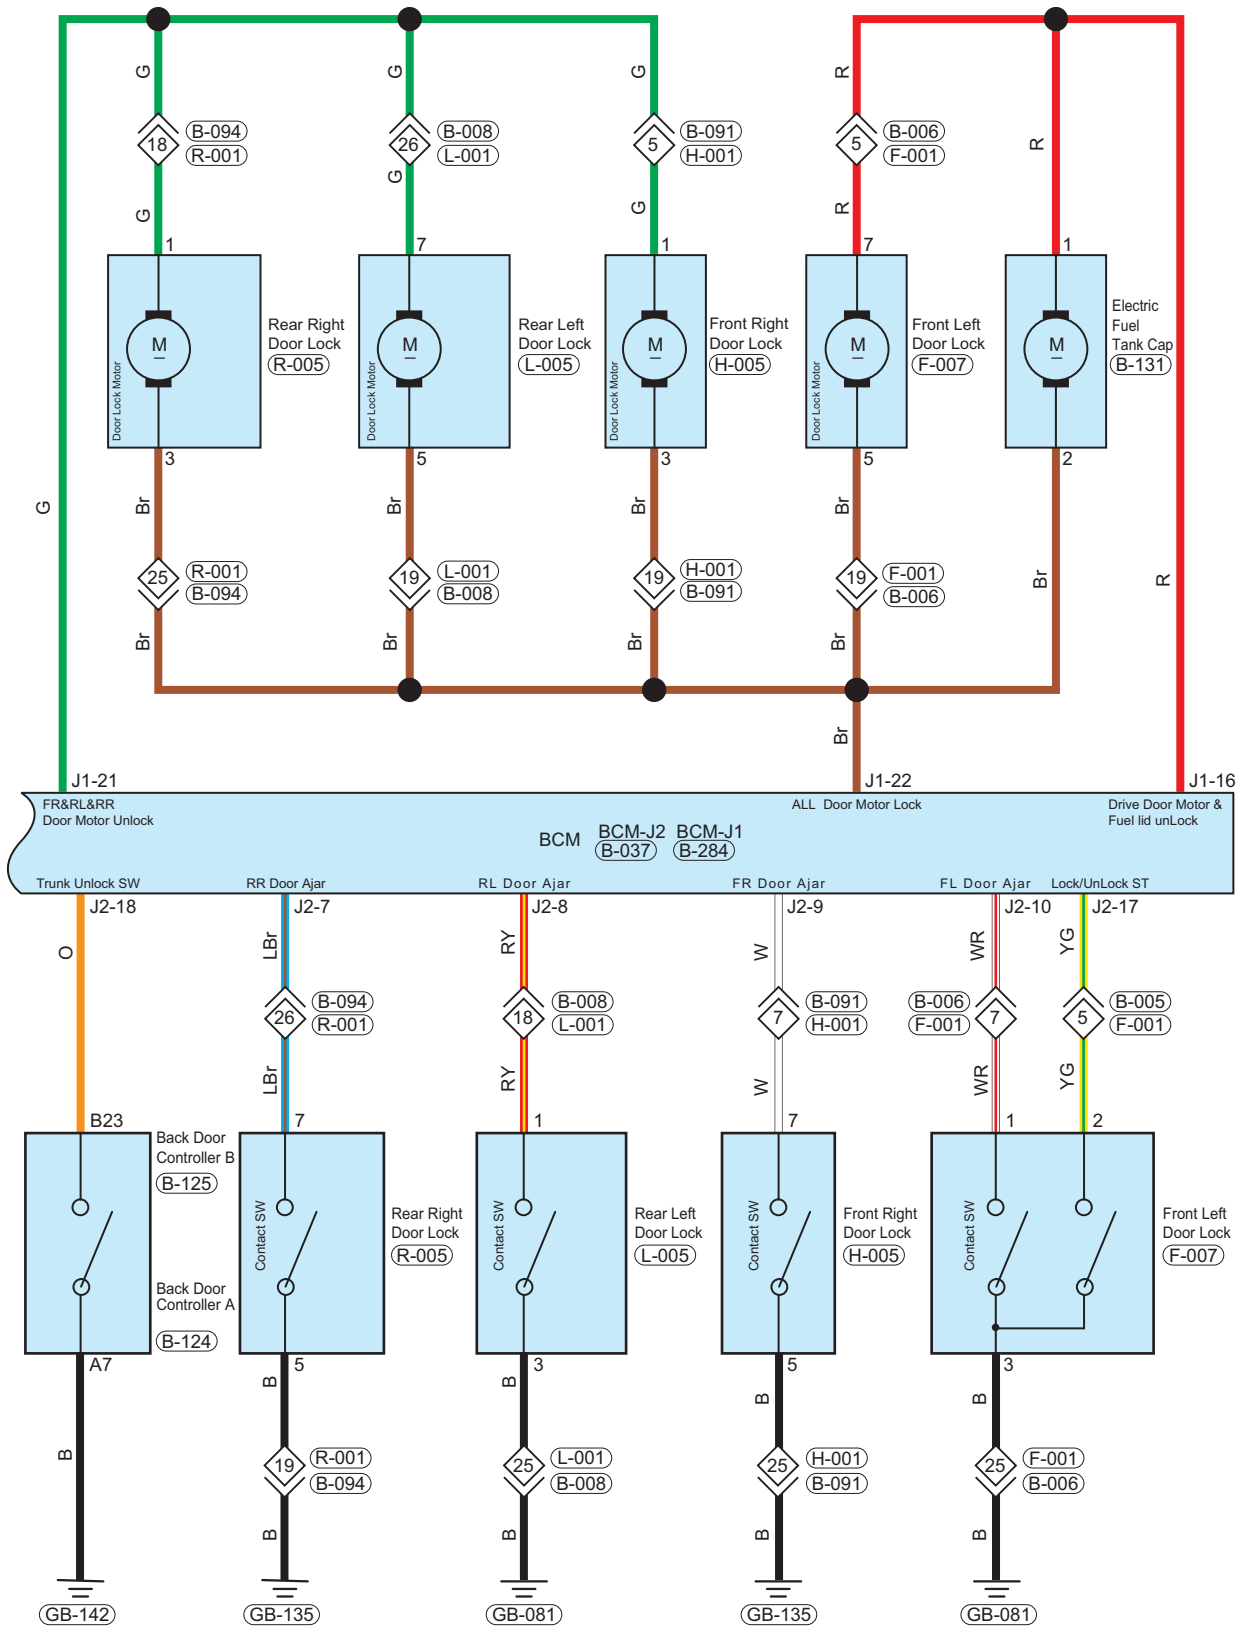 G
G
G
R
R
18
B-094
R-001
26
B-008
L-001
5
B-091
H-001
5
B-006
F-001
G
G
G
R
1
7
1
7
1
Door Lock Motor
M
Rear Right
Door Lock
R-005
Door Lock Motor
M
Rear Left
Door Lock
L-005
Door Lock Motor
M
Front Right
Door Lock
H-005
Door Lock Motor
M
Front Left
Door Lock
F-007
M
Electric
Fuel
Tank Cap
B-131
3
5
3
5
2
G
Br
Br
Br
Br
Br
R
25
R-001
B-094
19
L-001
B-008
19
H-001
B-091
19
F-001
B-006
Br
Br
Br
Br
Br
J1-21
J1-22
J1-16
FR&RL&RR
Door Motor Unlock
ALL Door Motor Lock
Drive Door Motor &
Fuel lid unLock
BCM
BCM-J2
B-037
BCM-J1
B-284
Trunk Unlock SW
RR Door Ajar
RL Door Ajar
FR Door Ajar
FL Door Ajar
Lock/UnLock ST
J2-18
J2-7
J2-8
J2-9
J2-10
J2-17
O
LBr
RY
W
WR
YG
26
B-094
R-001
18
B-008
L-001
7
B-091
H-001
B-006
F-001
7
5
B-005
F-001
LBr
RY
W
WR
YG
B23
7
1
7
1
2
Back Door
Controller B
B-125
Back Door
Controller A
B-124
Contact SW
Rear Right
Door Lock
R-005
Contact SW
Rear Left
Door Lock
L-005
Contact SW
Front Right
Door Lock
H-005
Contact SW
Front Left
Door Lock
F-007
A7
5
3
5
3
B
B
B
B
B
19
R-001
B-094
25
L-001
B-008
25
H-001
B-091
25
F-001
B-006
B
B
B
B
GB-142
GB-135
GB-081
GB-135
GB-081